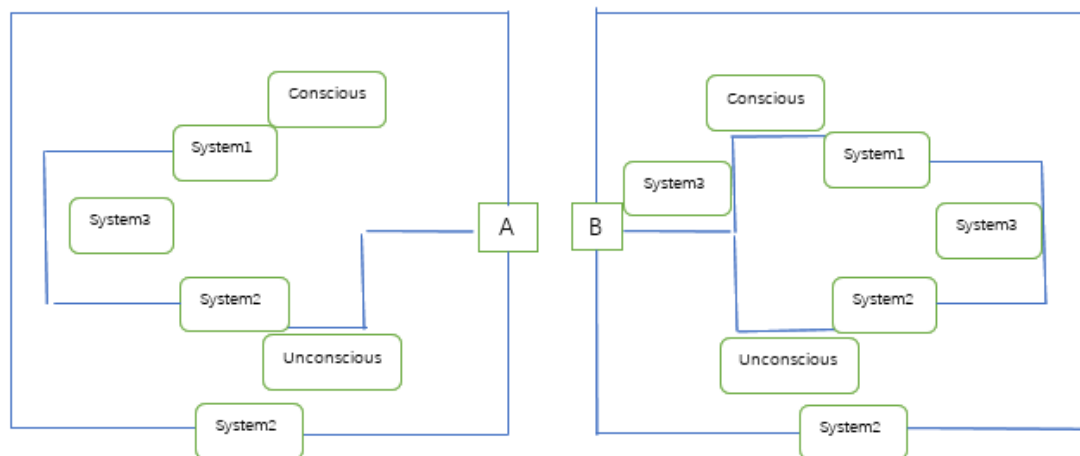 Conscious
System1
System3
A
System2
Unconscious
System2
Conscious
System1
System3
System3
B
System2
Unconscious
System2